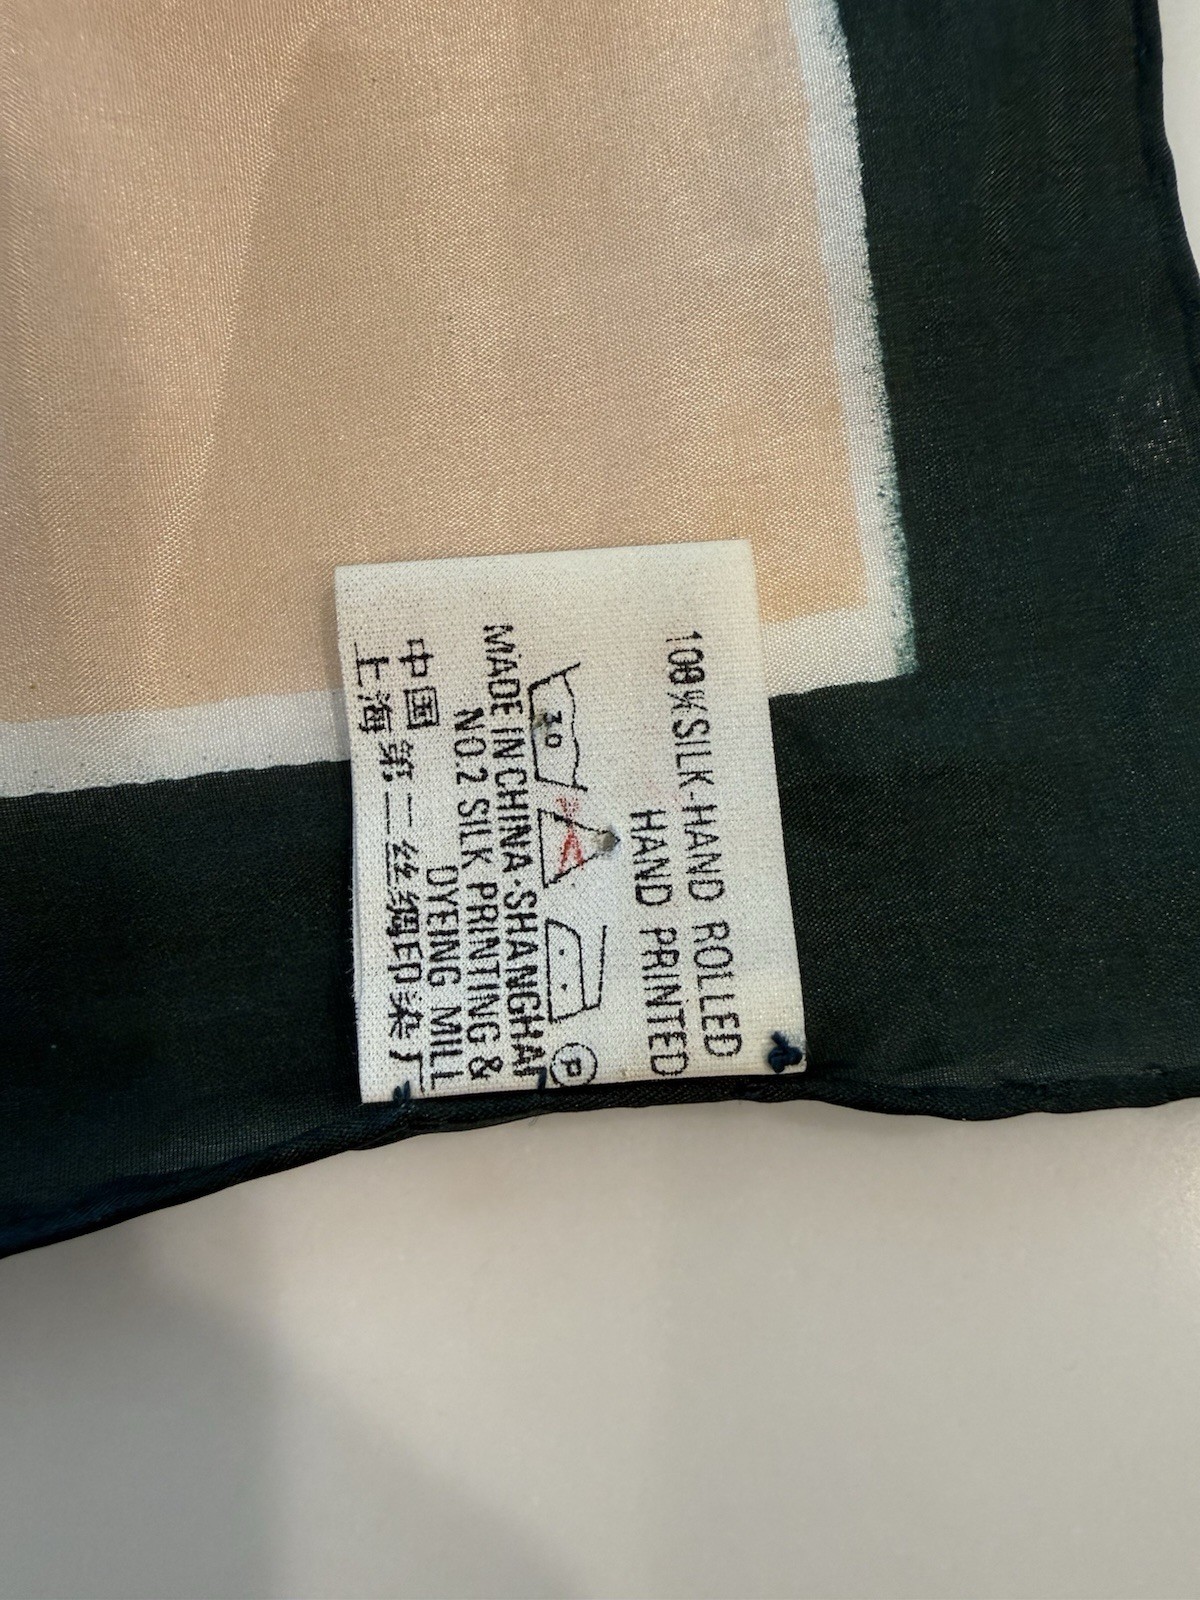 100% SILK-HAND ROLLED
HAND PRINTED
30
P
MADE IN CHINA·SHANGHAI
NO.2 SILK PRINTING &
DYEING MILL
中国
上海第二丝绸印染厂